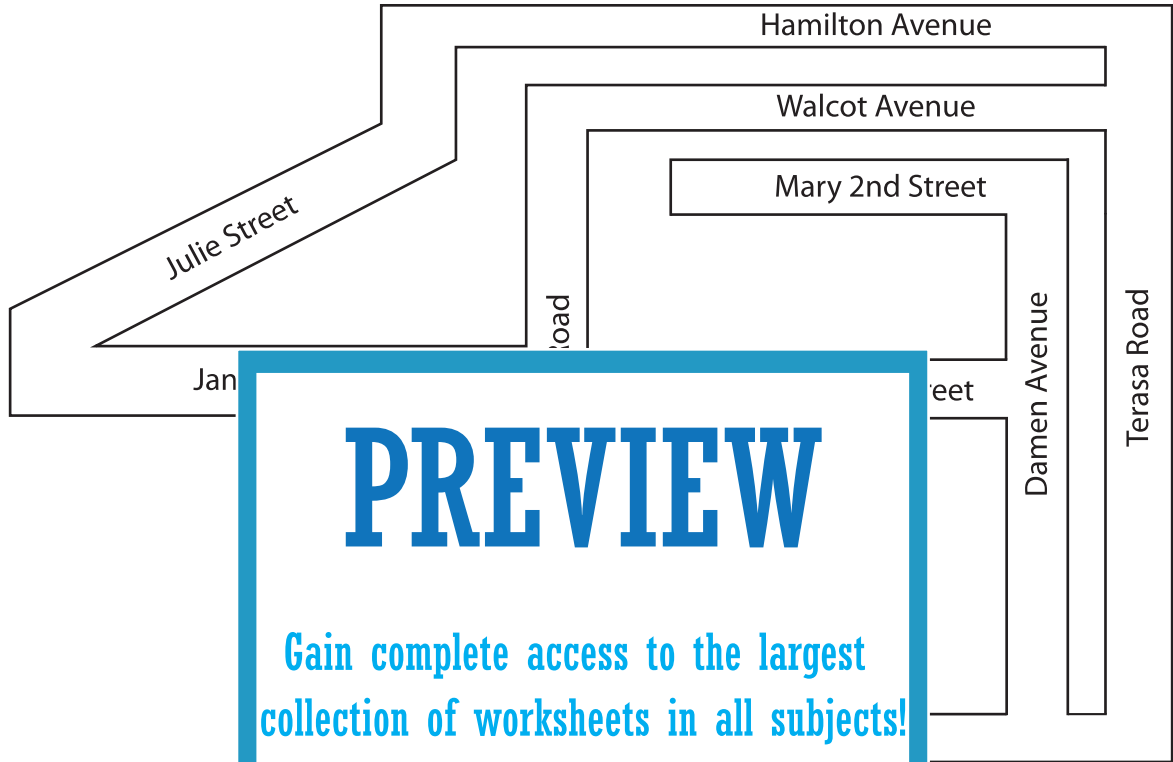 Hamilton Avenue
Walcot Avenue
Mary 2nd Street
Julie Street
Damen Avenue
Terasa Road
PREVIEW
Gain complete access to the largest
collection of worksheets in all subjects!